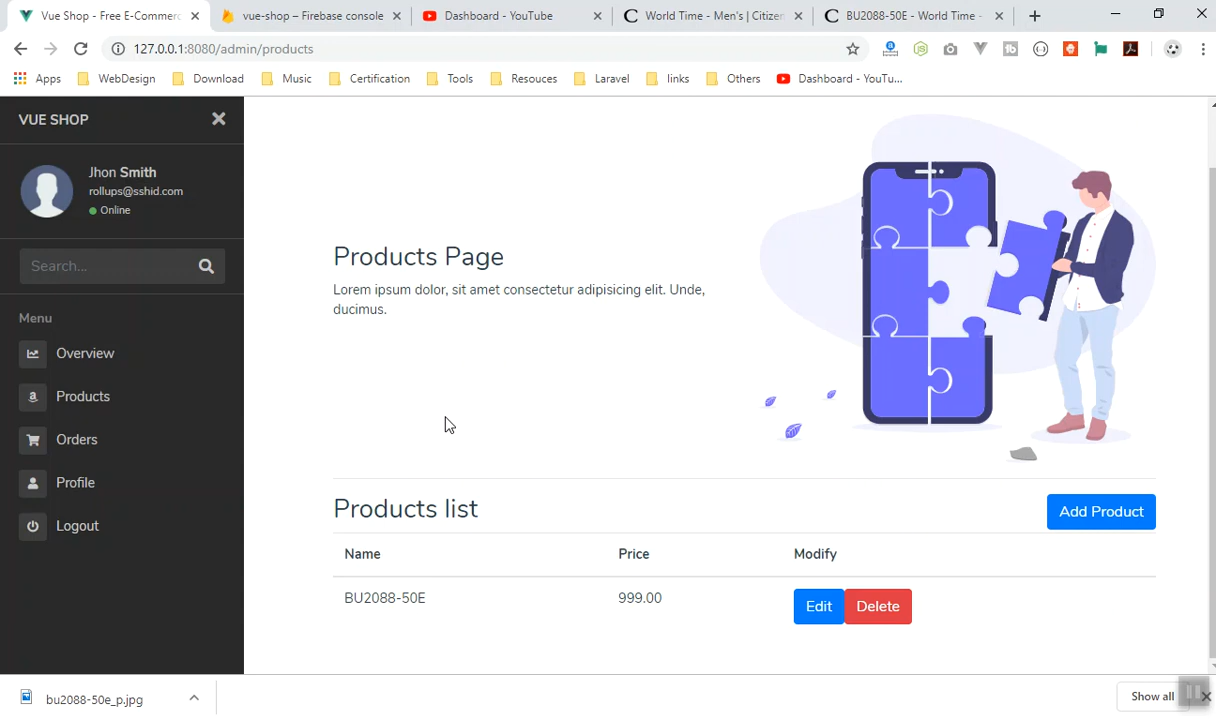 Vue Shop - Free E-Commerc
vue-shop – Firebase console
Dashboard - YouTube
World Time - Men's | Citizen
BU2088-50E - World Time -
127.0.0.1:8080/admin/products
Apps
WebDesign
Download
Music
Certification
Tools
Resouces
Laravel
links
Others
Dashboard - YouTu...
VUE SHOP
Jhon Smith
rollups@sshid.com
Online
Search...
Menu
Overview
Products
Orders
Profile
Logout
Products Page
Lorem ipsum dolor, sit amet consectetur adipisicing elit. Unde,
ducimus.
Products list
Add Product
Name Price Modify
BU2088-50E 999.00 Edit Delete
bu2088-50e_p.jpg
Show all